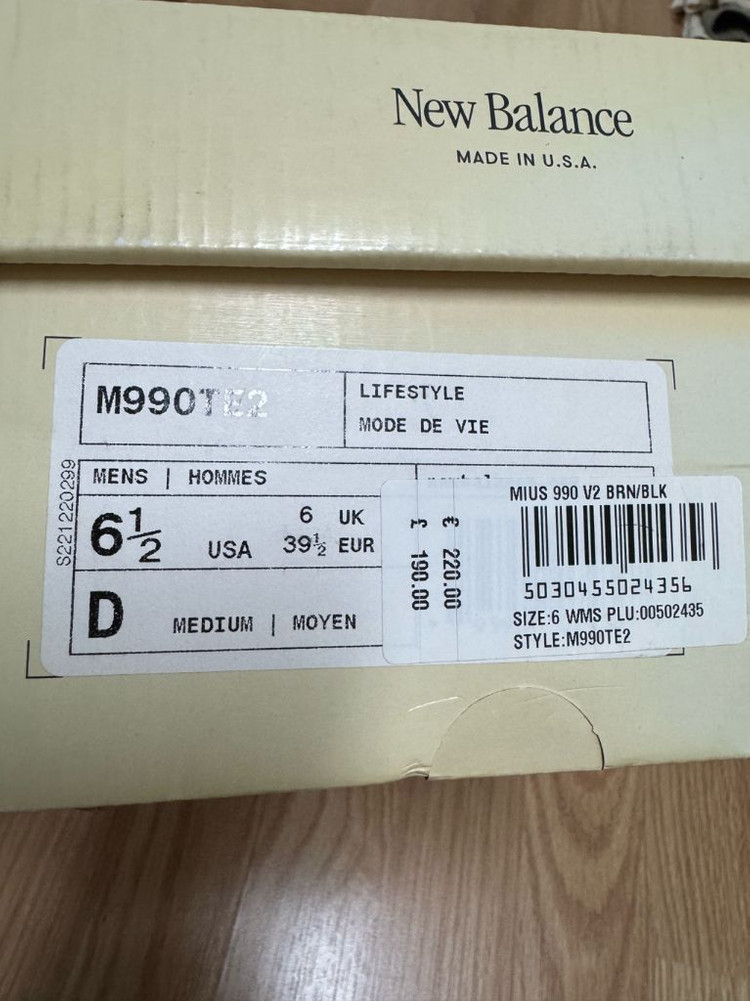 New Balance
MADE IN U.S.A.
M990TE2
LIFESTYLE
MODE DE VIE
MENS | HOMMES
6½ USA
6 UK
39½ EUR
D MEDIUM | MOYEN
S221220299
€ 220.00
£ 190.00
MIUS 990 V2 BRN/BLK
5030455024356
SIZE:6 WMS PLU:00502435
STYLE:M990TE2